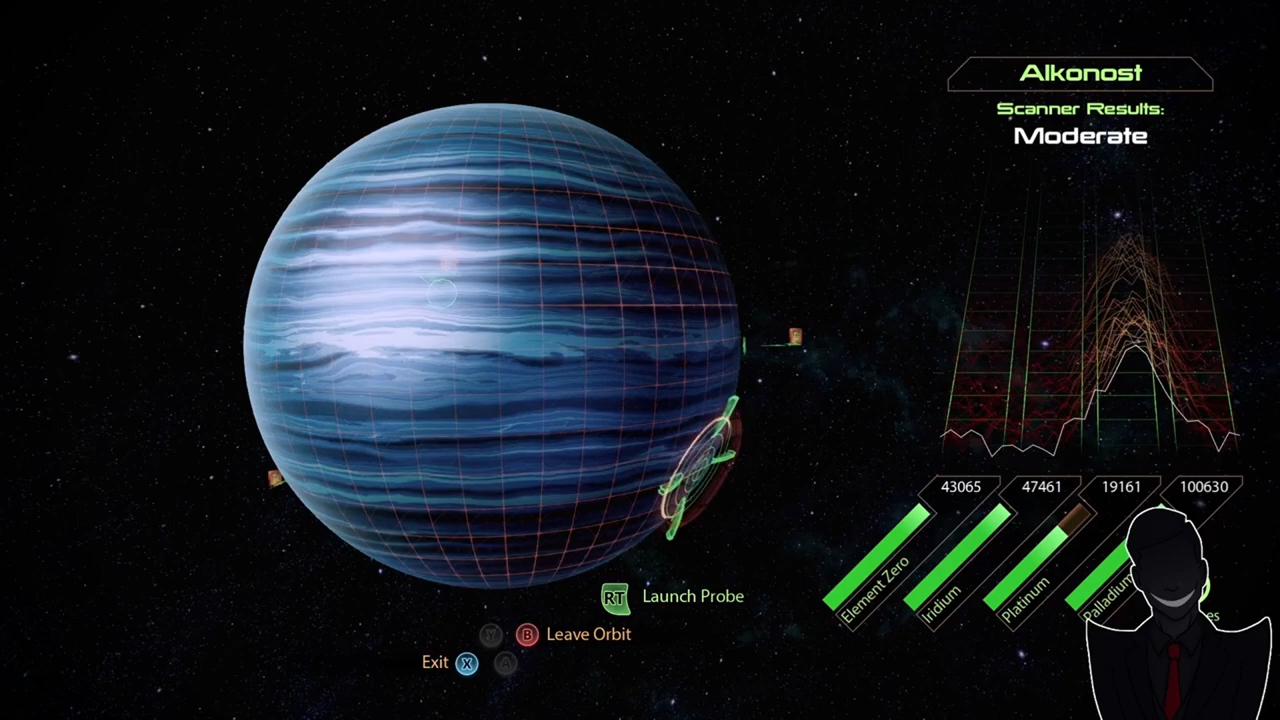 Alkonost
Scanner Results:
Moderate
43065 47461 19161 100630
Element Zero
Iridium
Platinum
Palladium
RT Launch Probe
Y B Leave Orbit
Exit X A